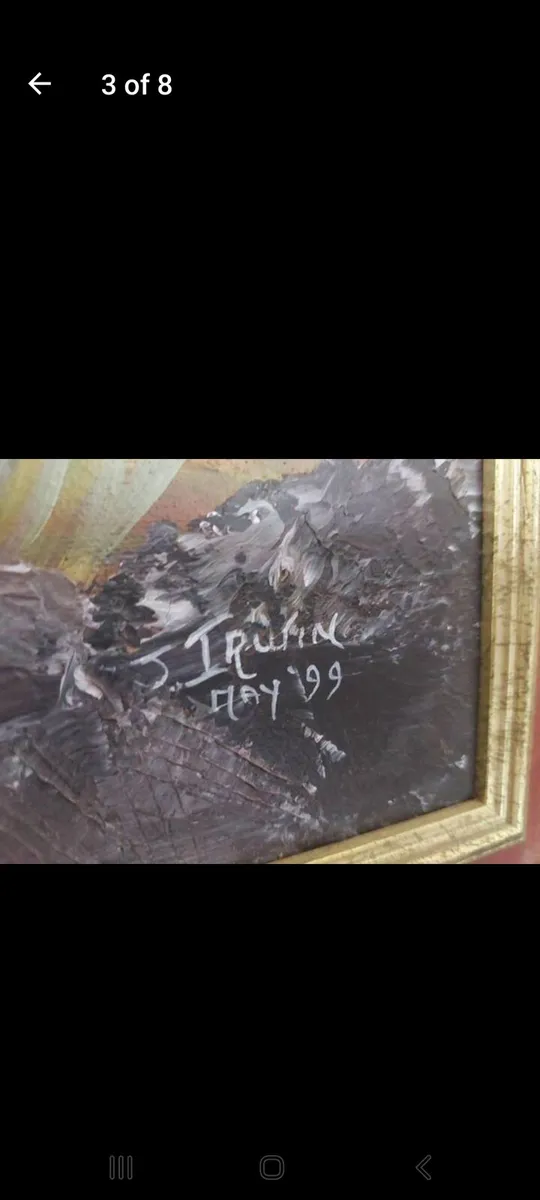 3 of 8
J. IRWIN
MAY '99